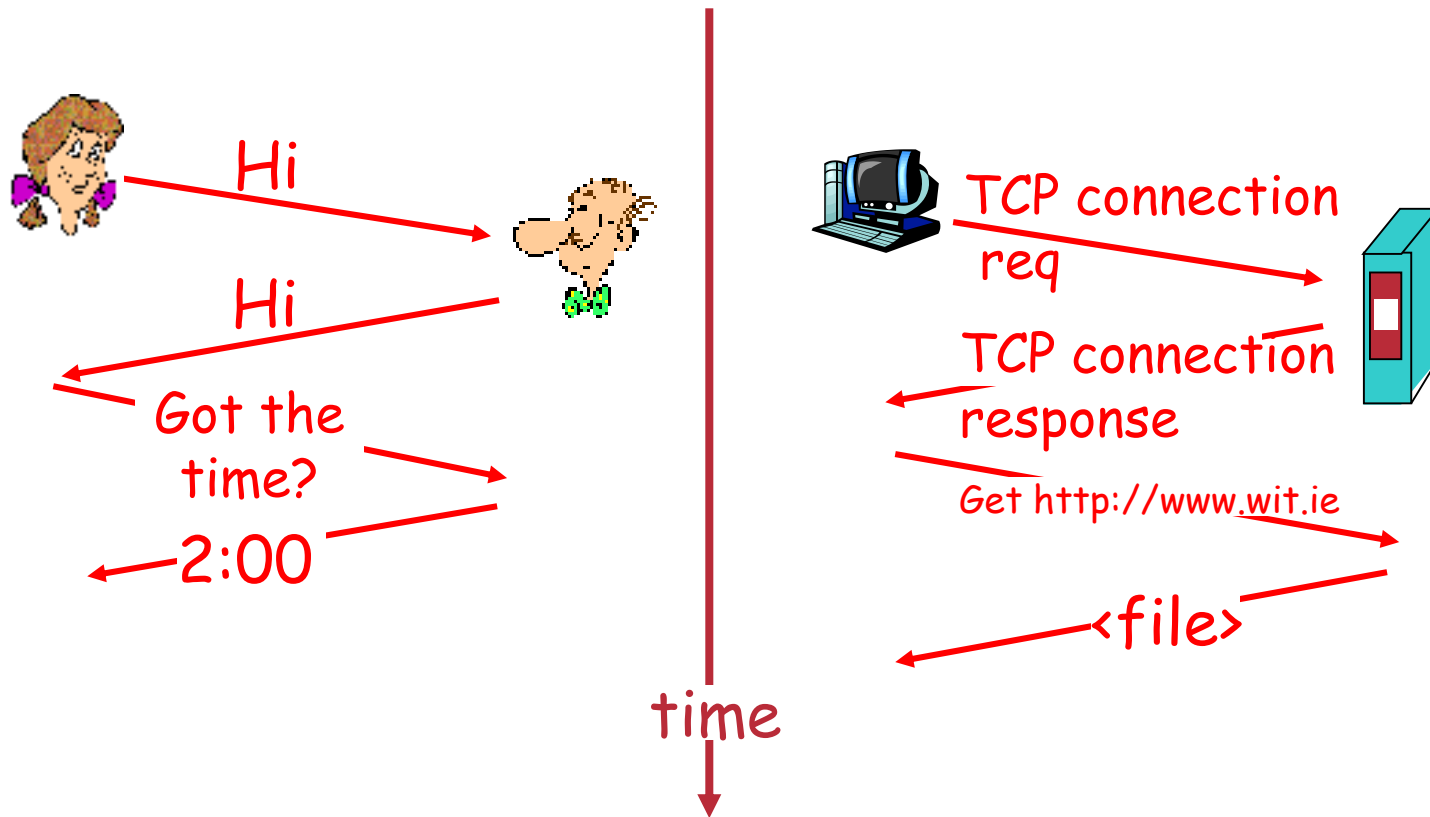 Hi
Hi
Got the
time?
2:00
TCP connection
req
TCP connection
response
Get http://www.wit.ie
<file>
time